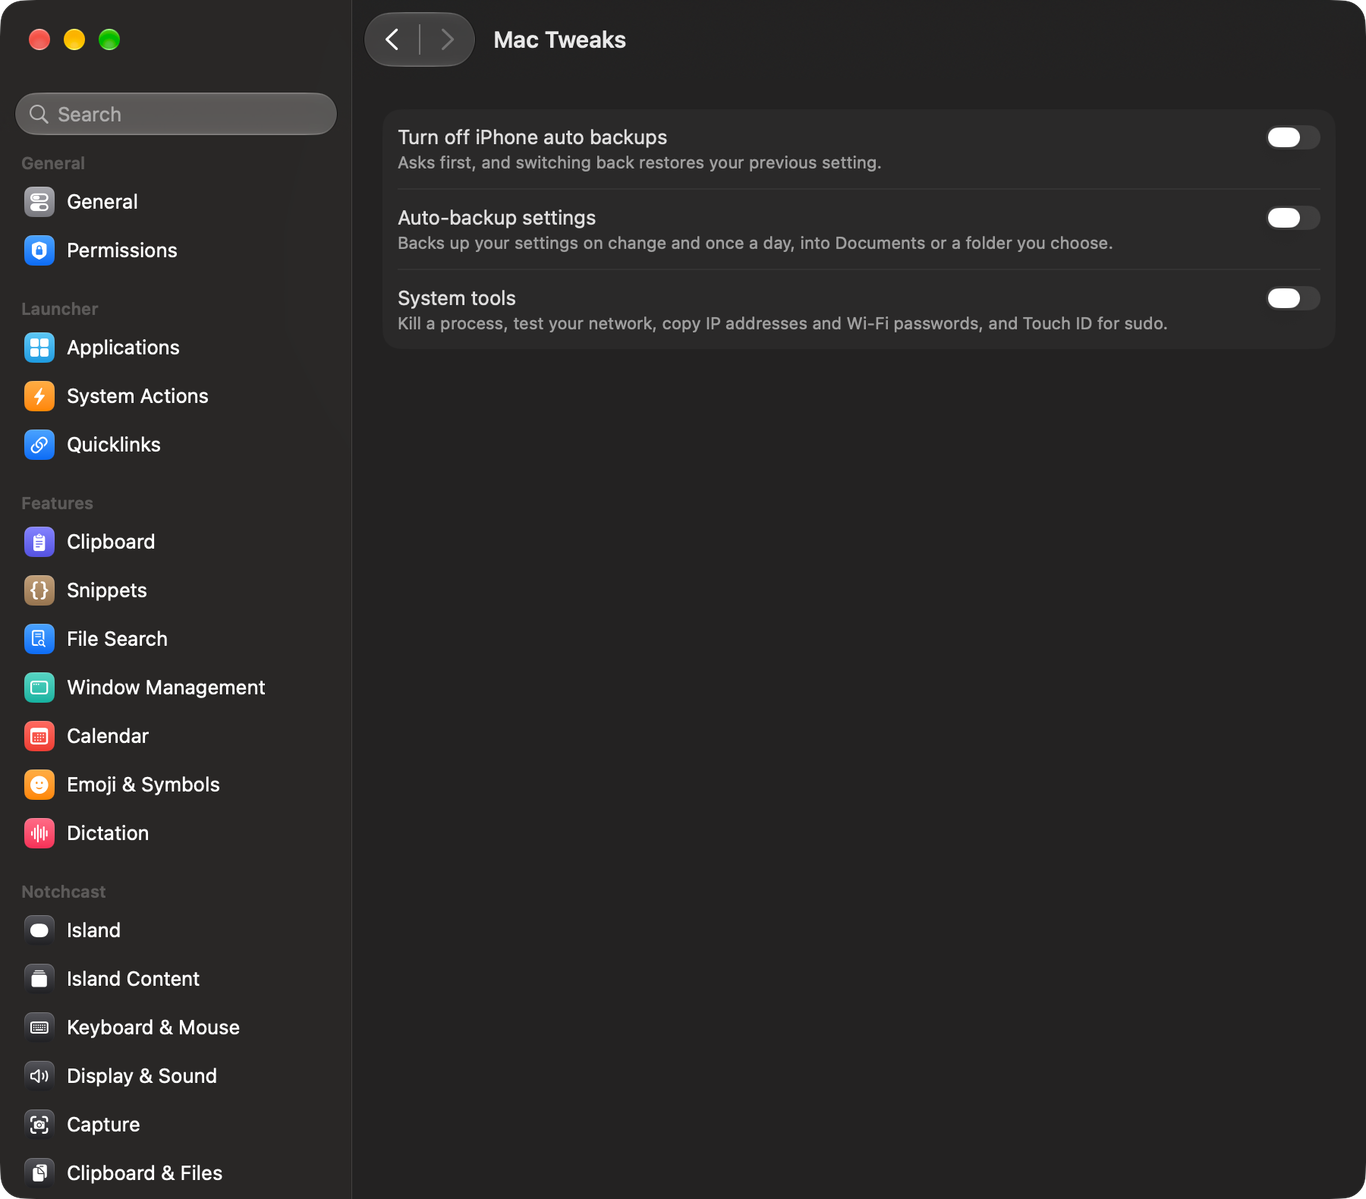 Mac Tweaks
Search
General
General
Permissions
Launcher
Applications
System Actions
Quicklinks
Features
Clipboard
Snippets
File Search
Window Management
Calendar
Emoji & Symbols
Dictation
Notchcast
Island
Island Content
Keyboard & Mouse
Display & Sound
Capture
Clipboard & Files
Turn off iPhone auto backups
Asks first, and switching back restores your previous setting.
Auto-backup settings
Backs up your settings on change and once a day, into Documents or a folder you choose.
System tools
Kill a process, test your network, copy IP addresses and Wi-Fi passwords, and Touch ID for sudo.